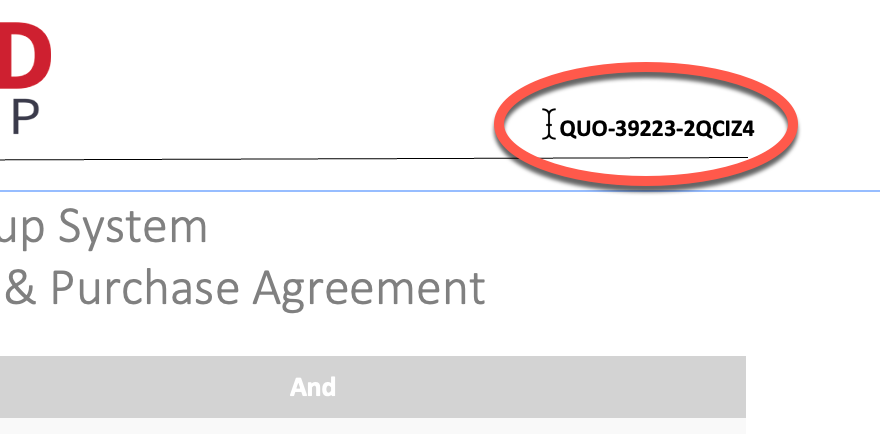 D
P
QUO-39223-2QCIZ4
up System
& Purchase Agreement
And